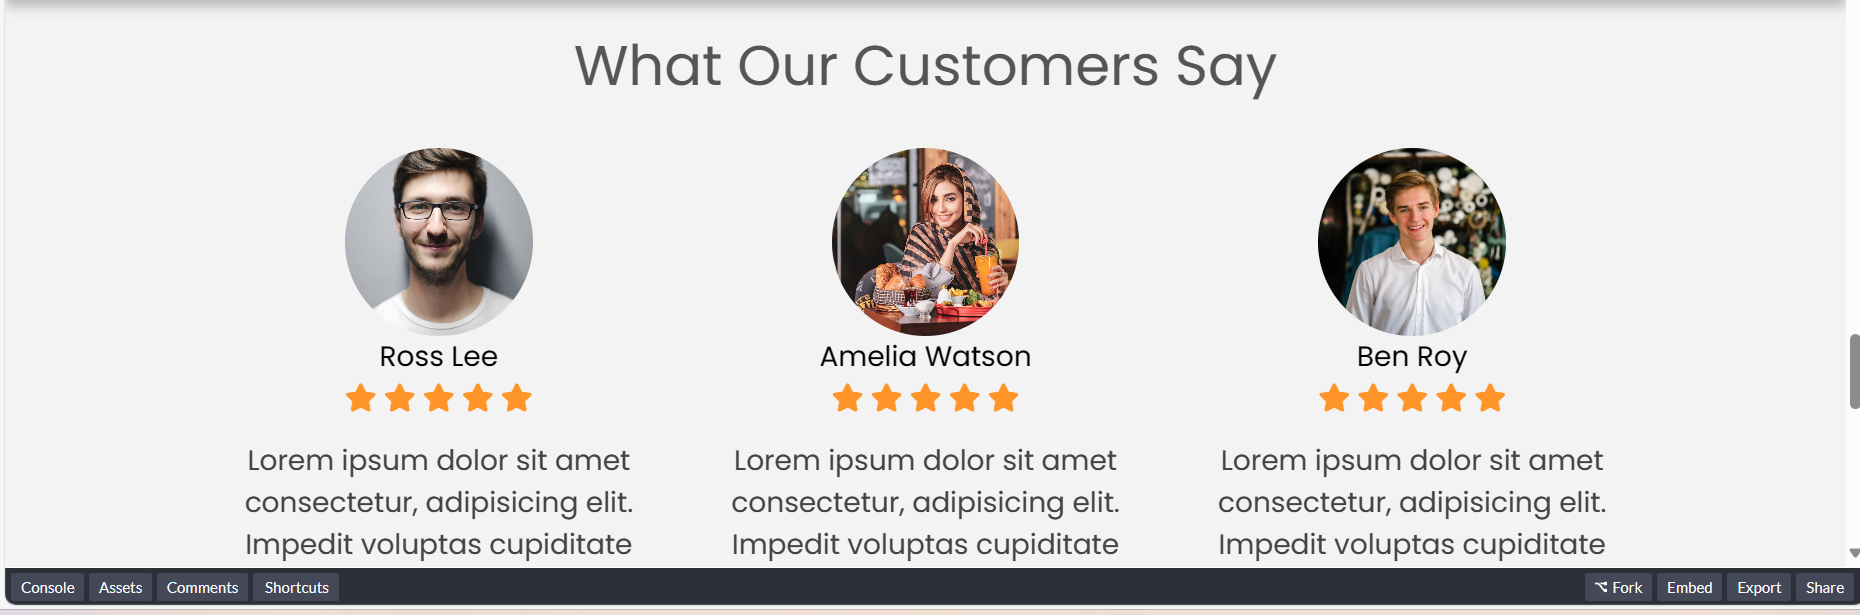 What Our Customers Say
Ross Lee
Amelia Watson
Ben Roy
Lorem ipsum dolor sit amet
consectetur, adipisicing elit.
Impedit voluptas cupiditate
Lorem ipsum dolor sit amet
consectetur, adipisicing elit.
Impedit voluptas cupiditate
Lorem ipsum dolor sit amet
consectetur, adipisicing elit.
Impedit voluptas cupiditate
Console Assets Comments Shortcuts Fork Embed Export Share